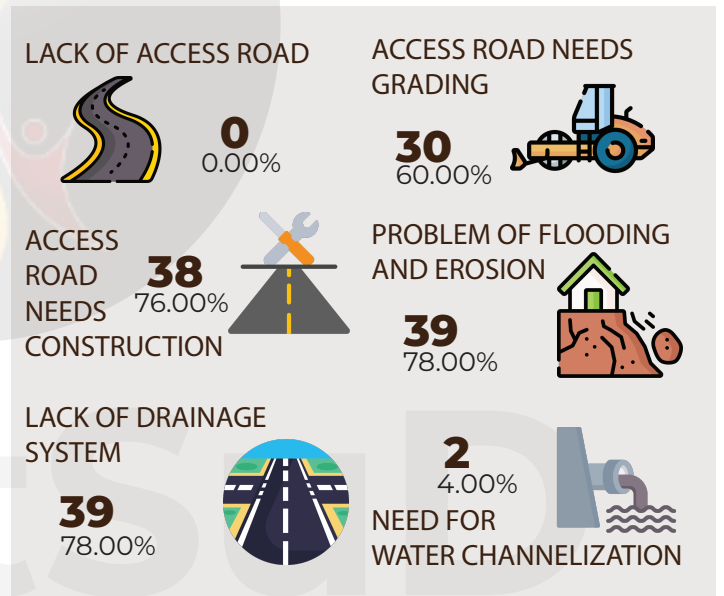 LACK OF ACCESS ROAD
0
0.00%
ACCESS ROAD NEEDS
GRADING
30
60.00%
ACCESS
ROAD
NEEDS
CONSTRUCTION
38
76.00%
PROBLEM OF FLOODING
AND EROSION
39
78.00%
LACK OF DRAINAGE
SYSTEM
39
78.00%
2
4.00%
NEED FOR
WATER CHANNELIZATION
tSuD